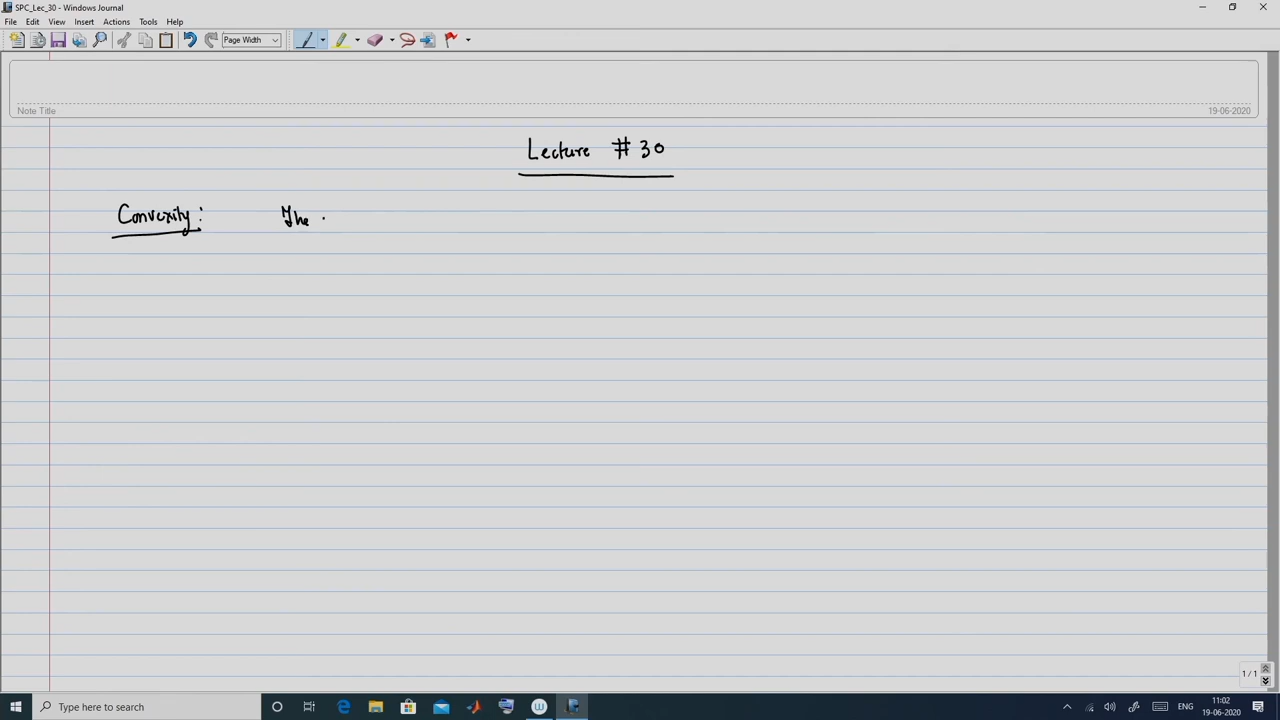 SPC_Lec_30 - Windows Journal
File Edit View Insert Actions Tools Help
Page Width
Note Title
19-06-2020
Lecture # 30
Convexity: The
1 / 1
Type here to search
ENG
11:02
19-06-2020